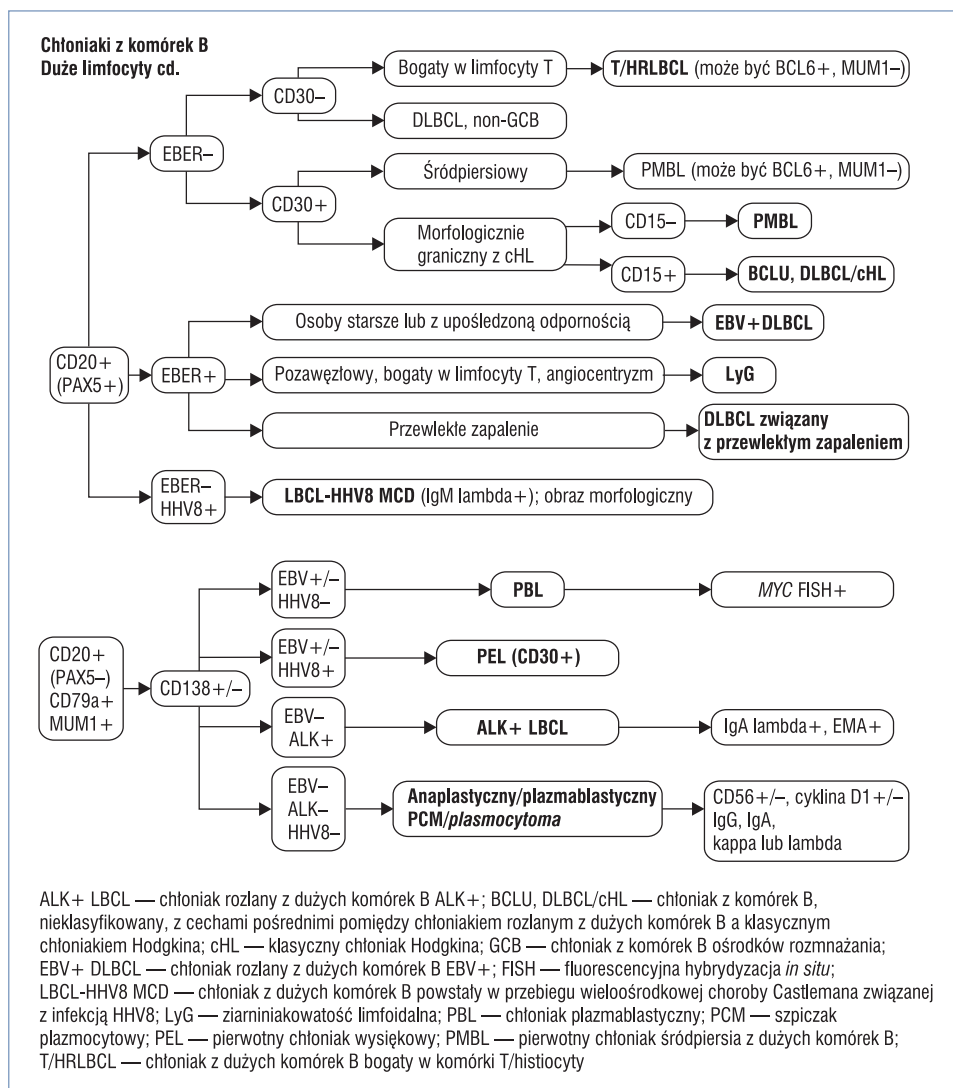 Chłoniaki z komórek B
Duże limfocyty cd.
CD20+
(PAX5+)
EBER–
CD30–
Bogaty w limfocyty T
T/HRLBCL (może być BCL6+, MUM1–)
DLBCL, non-GCB
CD30+
Śródpiersiowy
PMBL (może być BCL6+, MUM1–)
Morfologicznie
graniczny z cHL
CD15–
PMBL
CD15+
BCLU, DLBCL/cHL
EBER+
Osoby starsze lub z upośledzoną odpornością
EBV+DLBCL
Pozawęzłowy, bogaty w limfocyty T, angiocentryzm
LyG
Przewlekłe zapalenie
DLBCL związany
z przewlekłym zapaleniem
EBER–
HHV8+
LBCL-HHV8 MCD (IgM lambda+); obraz morfologiczny
CD20+
(PAX5–)
CD79a+
MUM1+
CD138+/–
EBV+/–
HHV8–
PBL
MYC FISH+
EBV+/–
HHV8+
PEL (CD30+)
EBV–
ALK+
ALK+ LBCL
IgA lambda+, EMA+
EBV–
ALK–
HHV8–
Anaplastyczny/plazmablastyczny
PCM/plasmocytoma
CD56+/–, cyklina D1+/–
IgG, IgA,
kappa lub lambda
ALK+ LBCL — chłoniak rozlany z dużych komórek B ALK+; BCLU, DLBCL/cHL — chłoniak z komórek B,
nieklasyfikowany, z cechami pośrednimi pomiędzy chłoniakiem rozlanym z dużych komórek B a klasycznym
chłoniakiem Hodgkina; cHL — klasyczny chłoniak Hodgkina; GCB — chłoniak z komórek B ośrodków rozmnażania;
EBV+ DLBCL — chłoniak rozlany z dużych komórek B EBV+; FISH — fluorescencyjna hybrydyzacja in situ;
LBCL-HHV8 MCD — chłoniak z dużych komórek B powstały w przebiegu wieloośrodkowej choroby Castlemana związanej
z infekcją HHV8; LyG — ziarniniakowatość limfoidalna; PBL — chłoniak plazmablastyczny; PCM — szpiczak
plazmocytowy; PEL — pierwotny chłoniak wysiękowy; PMBL — pierwotny chłoniak śródpiersia z dużych komórek B;
T/HRLBCL — chłoniak z dużych komórek B bogaty w komórki T/histiocyty